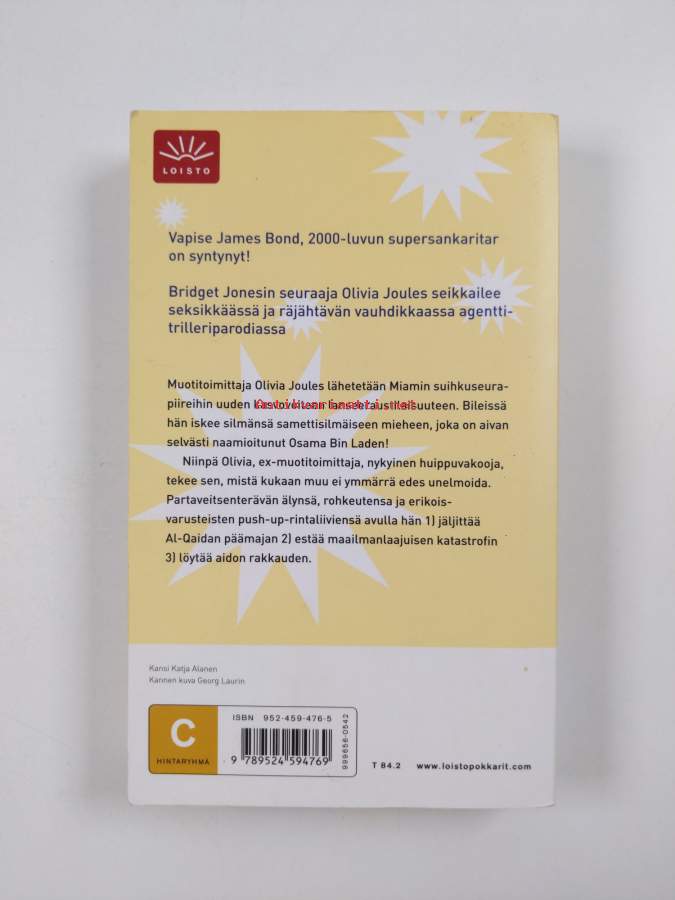 LOISTO
Vapise James Bond, 2000-luvun supersankaritar
on syntynyt!
Bridget Jonesin seuraaja Olivia Joules seikkailee
seksikkäässä ja räjähtävän vauhdikkaassa agentti-
trilleriparodiassa
Muotitoimittaja Olivia Joules lähetetään Miamin suihkuseura-
piireihin uuden kasvovoiteen lanseeraustilaisuuteen. Bileissä
hän iskee silmänsä samettisilmäiseen mieheen, joka on aivan
selvästi naamioitunut Osama Bin Laden!
Niinpä Olivia, ex-muotitoimittaja, nykyinen huippuvakooja,
tekee sen, mistä kukaan muu ei ymmärrä edes unelmoida.
Partaveitsenterävän älynsä, rohkeutensa ja erikois-
varusteisten push-up-rintaliiviensä avulla hän 1) jäljittää
Al-Qaidan päämajan 2) estää maailmanlaajuisen katastrofin
3) löytää aidon rakkauden.
Kansi Katja Alanen
Kannen kuva Georg Laurin
C
HINTARYHMÄ
ISBN 952-459-476-5
9 789524 594769
999656-0542
T 84.2 www.loistopokkarit.com